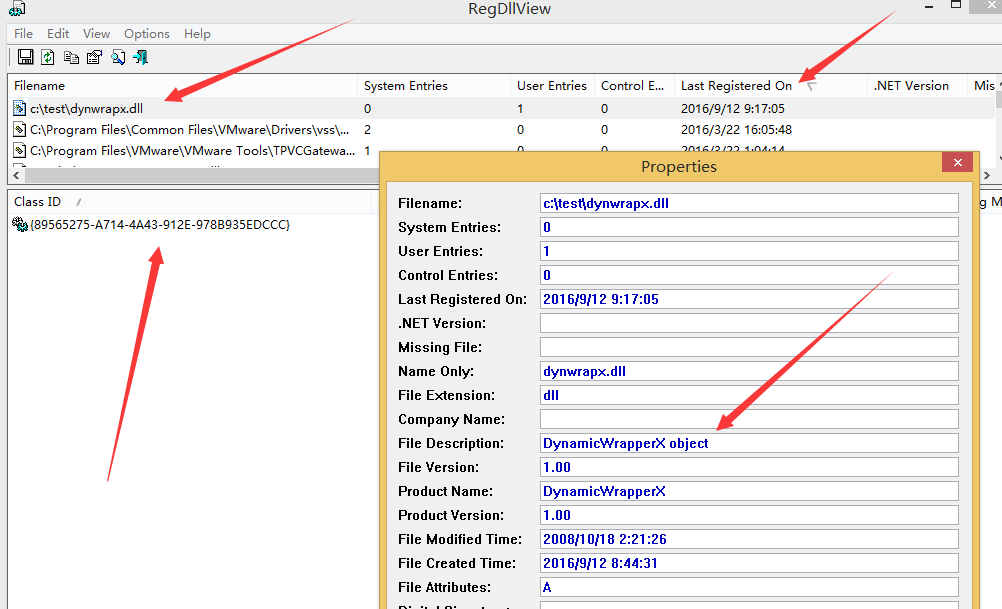 RegDllView
File Edit View Options Help
Filename System Entries User Entries Control E... Last Registered On .NET Version Mis
c:\test\dynwrapx.dll 0 1 0 2016/9/12 9:17:05
C:\Program Files\Common Files\VMware\Drivers\vss\... 2 0 0 2016/3/22 16:05:48
C:\Program Files\VMware\VMware Tools\TPVCGatewa... 1 0 0 2016/3/22 1:04:14
Properties
Class ID / g M
{89565275-A714-4A43-912E-978B935EDCCC}
Filename: c:\test\dynwrapx.dll
System Entries: 0
User Entries: 1
Control Entries: 0
Last Registered On: 2016/9/12 9:17:05
.NET Version:
Missing File:
Name Only: dynwrapx.dll
File Extension: dll
Company Name:
File Description: DynamicWrapperX object
File Version: 1.00
Product Name: DynamicWrapperX
Product Version: 1.00
File Modified Time: 2008/10/18 2:21:26
File Created Time: 2016/9/12 8:44:31
File Attributes: A